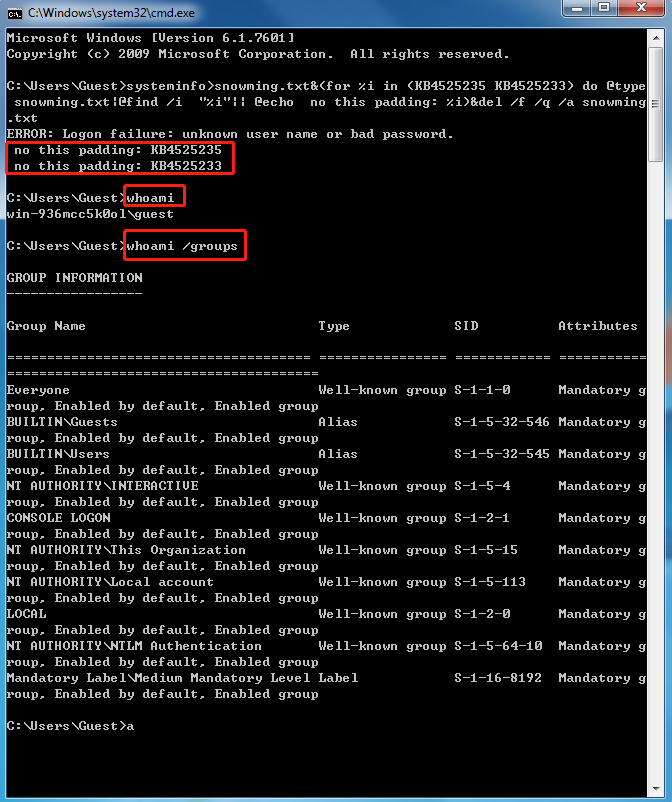 C:\Windows\system32\cmd.exe
Microsoft Windows [Version 6.1.7601]
Copyright (c) 2009 Microsoft Corporation.  All rights reserved.
C:\Users\Guest>systeminfo>snowming.txt&(for %i in (KB4525235 KB4525233) do @type
 snowming.txt|@find /i  "%i"|| @echo  no this padding: %i)&del /f /q /a snowming
.txt
ERROR: Logon failure: unknown user name or bad password.
 no this padding: KB4525235
 no this padding: KB4525233
C:\Users\Guest>whoami
win-936mcc5k0ol\guest
C:\Users\Guest>whoami /groups
GROUP INFORMATION
-----------------
Group Name                             Type             SID          Attributes
====================================== ================ ============ ===========
=======================================
Everyone                               Well-known group S-1-1-0      Mandatory g
roup, Enabled by default, Enabled group
BUILTIN\Guests                         Alias            S-1-5-32-546 Mandatory g
roup, Enabled by default, Enabled group
BUILTIN\Users                          Alias            S-1-5-32-545 Mandatory g
roup, Enabled by default, Enabled group
NT AUTHORITY\INTERACTIVE               Well-known group S-1-5-4      Mandatory g
roup, Enabled by default, Enabled group
CONSOLE LOGON                          Well-known group S-1-2-1      Mandatory g
roup, Enabled by default, Enabled group
NT AUTHORITY\This Organization         Well-known group S-1-5-15     Mandatory g
roup, Enabled by default, Enabled group
NT AUTHORITY\Local account             Well-known group S-1-5-113    Mandatory g
roup, Enabled by default, Enabled group
LOCAL                                  Well-known group S-1-2-0      Mandatory g
roup, Enabled by default, Enabled group
NT AUTHORITY\NTLM Authentication       Well-known group S-1-5-64-10  Mandatory g
roup, Enabled by default, Enabled group
Mandatory Label\Medium Mandatory Level Label            S-1-16-8192  Mandatory g
roup, Enabled by default, Enabled group
C:\Users\Guest>a